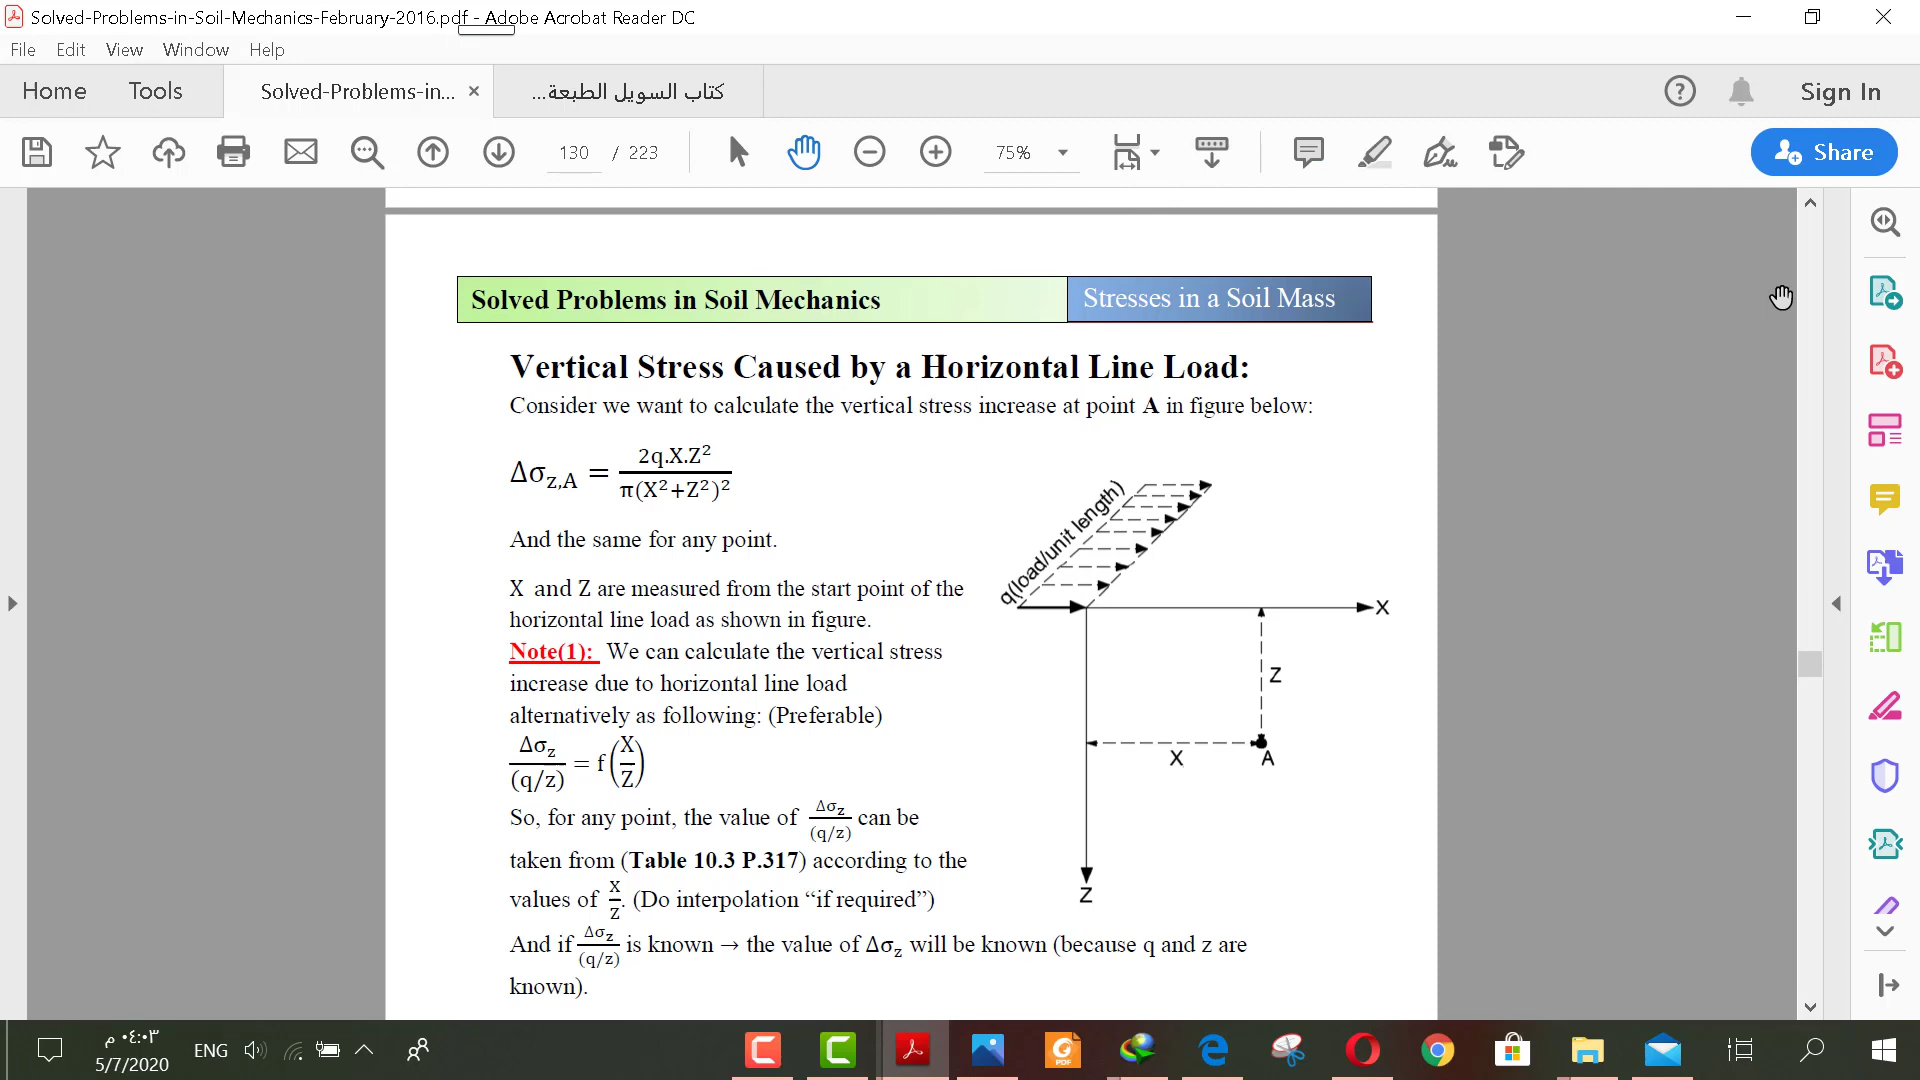 Solved-Problems-in-Soil-Mechanics-February-2016.pdf - Adobe Acrobat Reader DC
File Edit View Window Help
Home Tools Solved-Problems-in... × كتاب السويل الطبعة... Sign In
130 / 223 75% Share
Solved Problems in Soil Mechanics Stresses in a Soil Mass
Vertical Stress Caused by a Horizontal Line Load:
Consider we want to calculate the vertical stress increase at point A in figure below:
Δσz,A = 2q.X.Z² / π(X²+Z²)²
And the same for any point.
X and Z are measured from the start point of the
horizontal line load as shown in figure.
Note(1): We can calculate the vertical stress
increase due to horizontal line load
alternatively as following: (Preferable)
Δσz / (q/z) = f(X/Z)
So, for any point, the value of Δσz / (q/z) can be
taken from (Table 10.3 P.317) according to the
values of X/Z. (Do interpolation “if required”)
And if Δσz / (q/z) is known → the value of Δσz will be known (because q and z are
known).
q(load/unit length)
X
Z
X
A
Z
٠٤:٠٣ م
5/7/2020
ENG
PDF